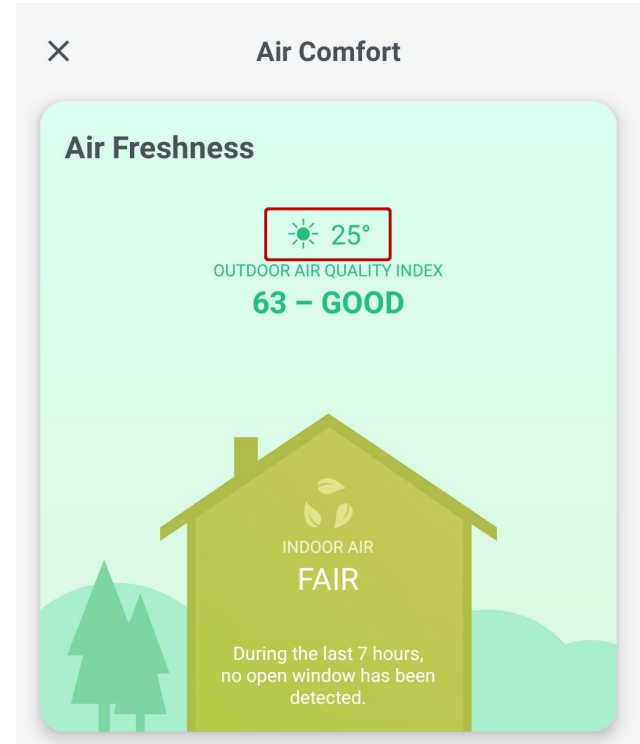 Air Comfort
Air Freshness
25°
OUTDOOR AIR QUALITY INDEX
63 – GOOD
INDOOR AIR
FAIR
During the last 7 hours,
no open window has been
detected.